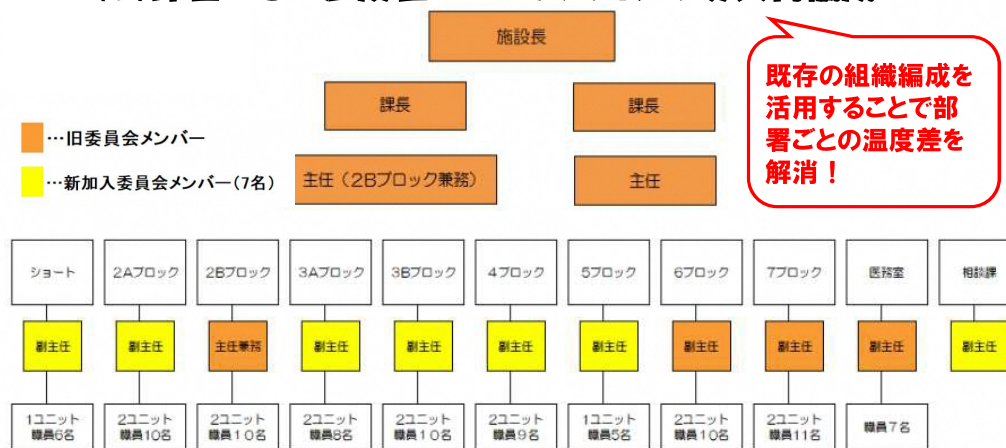 施設長
既存の組織編成を
活用することで部
署ごとの温度差を
解消！
課長
課長
…旧委員会メンバー
…新加入委員会メンバー(7名)
主任（2Bブロック兼務）
主任
ショート
2Aブロック
2Bブロック
3Aブロック
3Bブロック
4ブロック
5ブロック
6ブロック
7ブロック
医務室
相談課
副主任
副主任
主任兼務
副主任
副主任
副主任
副主任
副主任
副主任
副主任
副主任
1ユニット
職員6名
2ユニット
職員10名
2ユニット
職員10名
2ユニット
職員8名
2ユニット
職員10名
2ユニット
職員9名
1ユニット
職員5名
2ユニット
職員10名
2ユニット
職員11名
職員7名